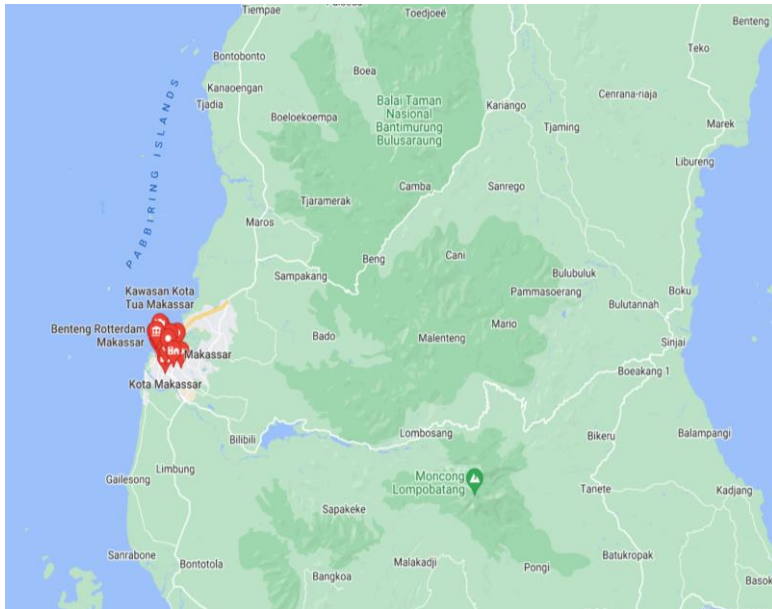 Tiempae
Toedjoeë
Benteng
Teko
Bontobonto
Boea
Kanaoengan
Tjadia
Boeloekoempa
Balai Taman
Nasional
Bantimurung
Bulusaraung
Kariango
Cenrana-riaja
Tjaming
Marek
Libureng
PABBIRING ISLANDS
Tjaramerak
Camba
Sanrego
Maros
Sampakang
Beng
Cani
Bulubuluk
Pammasoerang
Boku
Bulutannah
Kawasan Kota
Tua Makassar
Benteng Rotterdam
Makassar
Makassar
Kota Makassar
Bado
Malenteng
Mario
Sinjai
Boeakang 1
Bilibili
Lombosang
Bikeru
Balampangi
Limbung
Gailesong
Moncong
Lompobatang
Tanete
Kadjang
Sapakeke
Sanrabone
Bontotola
Bangkoa
Malakadji
Pongi
Batukropak
Basok